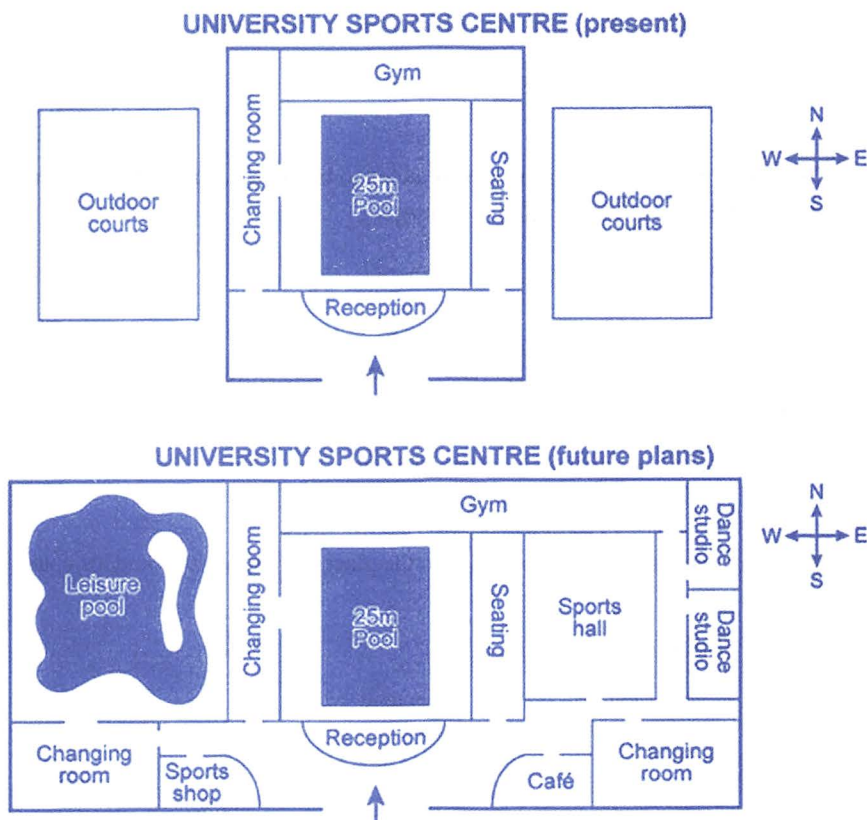 UNIVERSITY SPORTS CENTRE (present)
Gym
Changing room
25m
Pool
Seating
Outdoor
courts
Outdoor
courts
Reception
N
W
E
S
UNIVERSITY SPORTS CENTRE (future plans)
Gym
Leisure
pool
Changing room
25m
Pool
Seating
Sports
hall
Dance
studio
Dance
studio
Changing
room
Sports
shop
Reception
Café
Changing
room
N
W
E
S